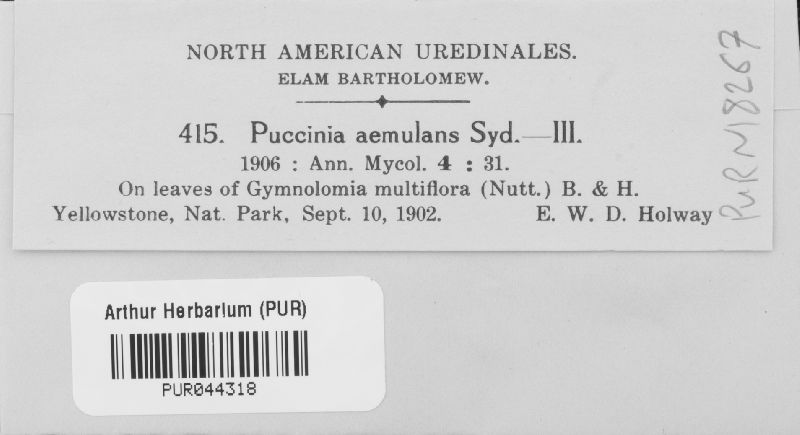 NORTH AMERICAN UREDINALES.
ELAM BARTHOLOMEW.
415. Puccinia aemulans Syd.—III.
1906 : Ann. Mycol. 4 : 31.
On leaves of Gymnolomia multiflora (Nutt.) B. & H.
Yellowstone, Nat. Park, Sept. 10, 1902. E. W. D. Holway
PUR N18267
Arthur Herbarium (PUR)
PUR044318